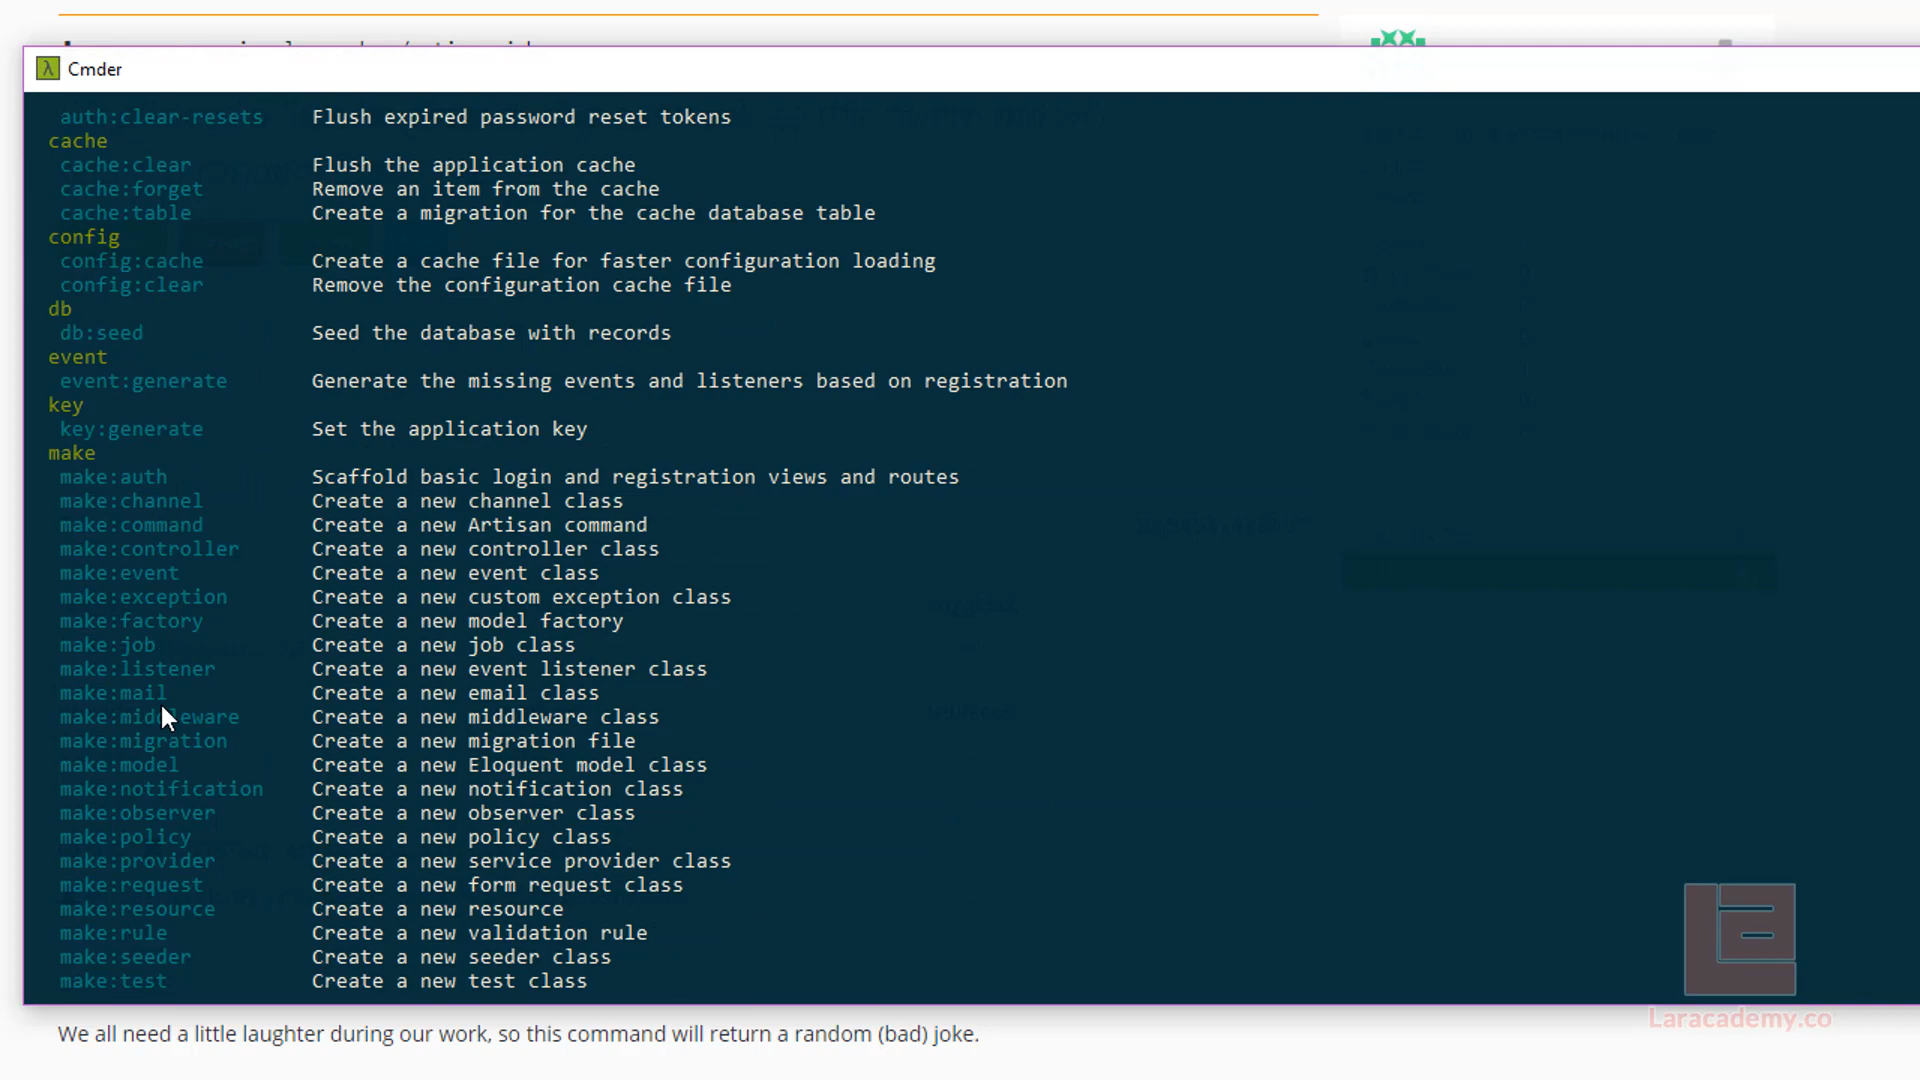 Cmder
auth:clear-resets Flush expired password reset tokens
cache
cache:clear Flush the application cache
cache:forget Remove an item from the cache
cache:table Create a migration for the cache database table
config
config:cache Create a cache file for faster configuration loading
config:clear Remove the configuration cache file
db
db:seed Seed the database with records
event
event:generate Generate the missing events and listeners based on registration
key
key:generate Set the application key
make
make:auth Scaffold basic login and registration views and routes
make:channel Create a new channel class
make:command Create a new Artisan command
make:controller Create a new controller class
make:event Create a new event class
make:exception Create a new custom exception class
make:factory Create a new model factory
make:job Create a new job class
make:listener Create a new event listener class
make:mail Create a new email class
make:middleware Create a new middleware class
make:migration Create a new migration file
make:model Create a new Eloquent model class
make:notification Create a new notification class
make:observer Create a new observer class
make:policy Create a new policy class
make:provider Create a new service provider class
make:request Create a new form request class
make:resource Create a new resource
make:rule Create a new validation rule
make:seeder Create a new seeder class
make:test Create a new test class
Laracademy.co
We all need a little laughter during our work, so this command will return a random (bad) joke.